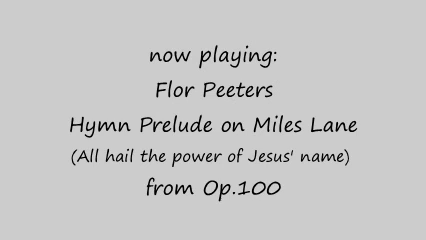 now playing:
Flor Peeters
Hymn Prelude on Miles Lane
(All hail the power of Jesus' name)
from Op.100